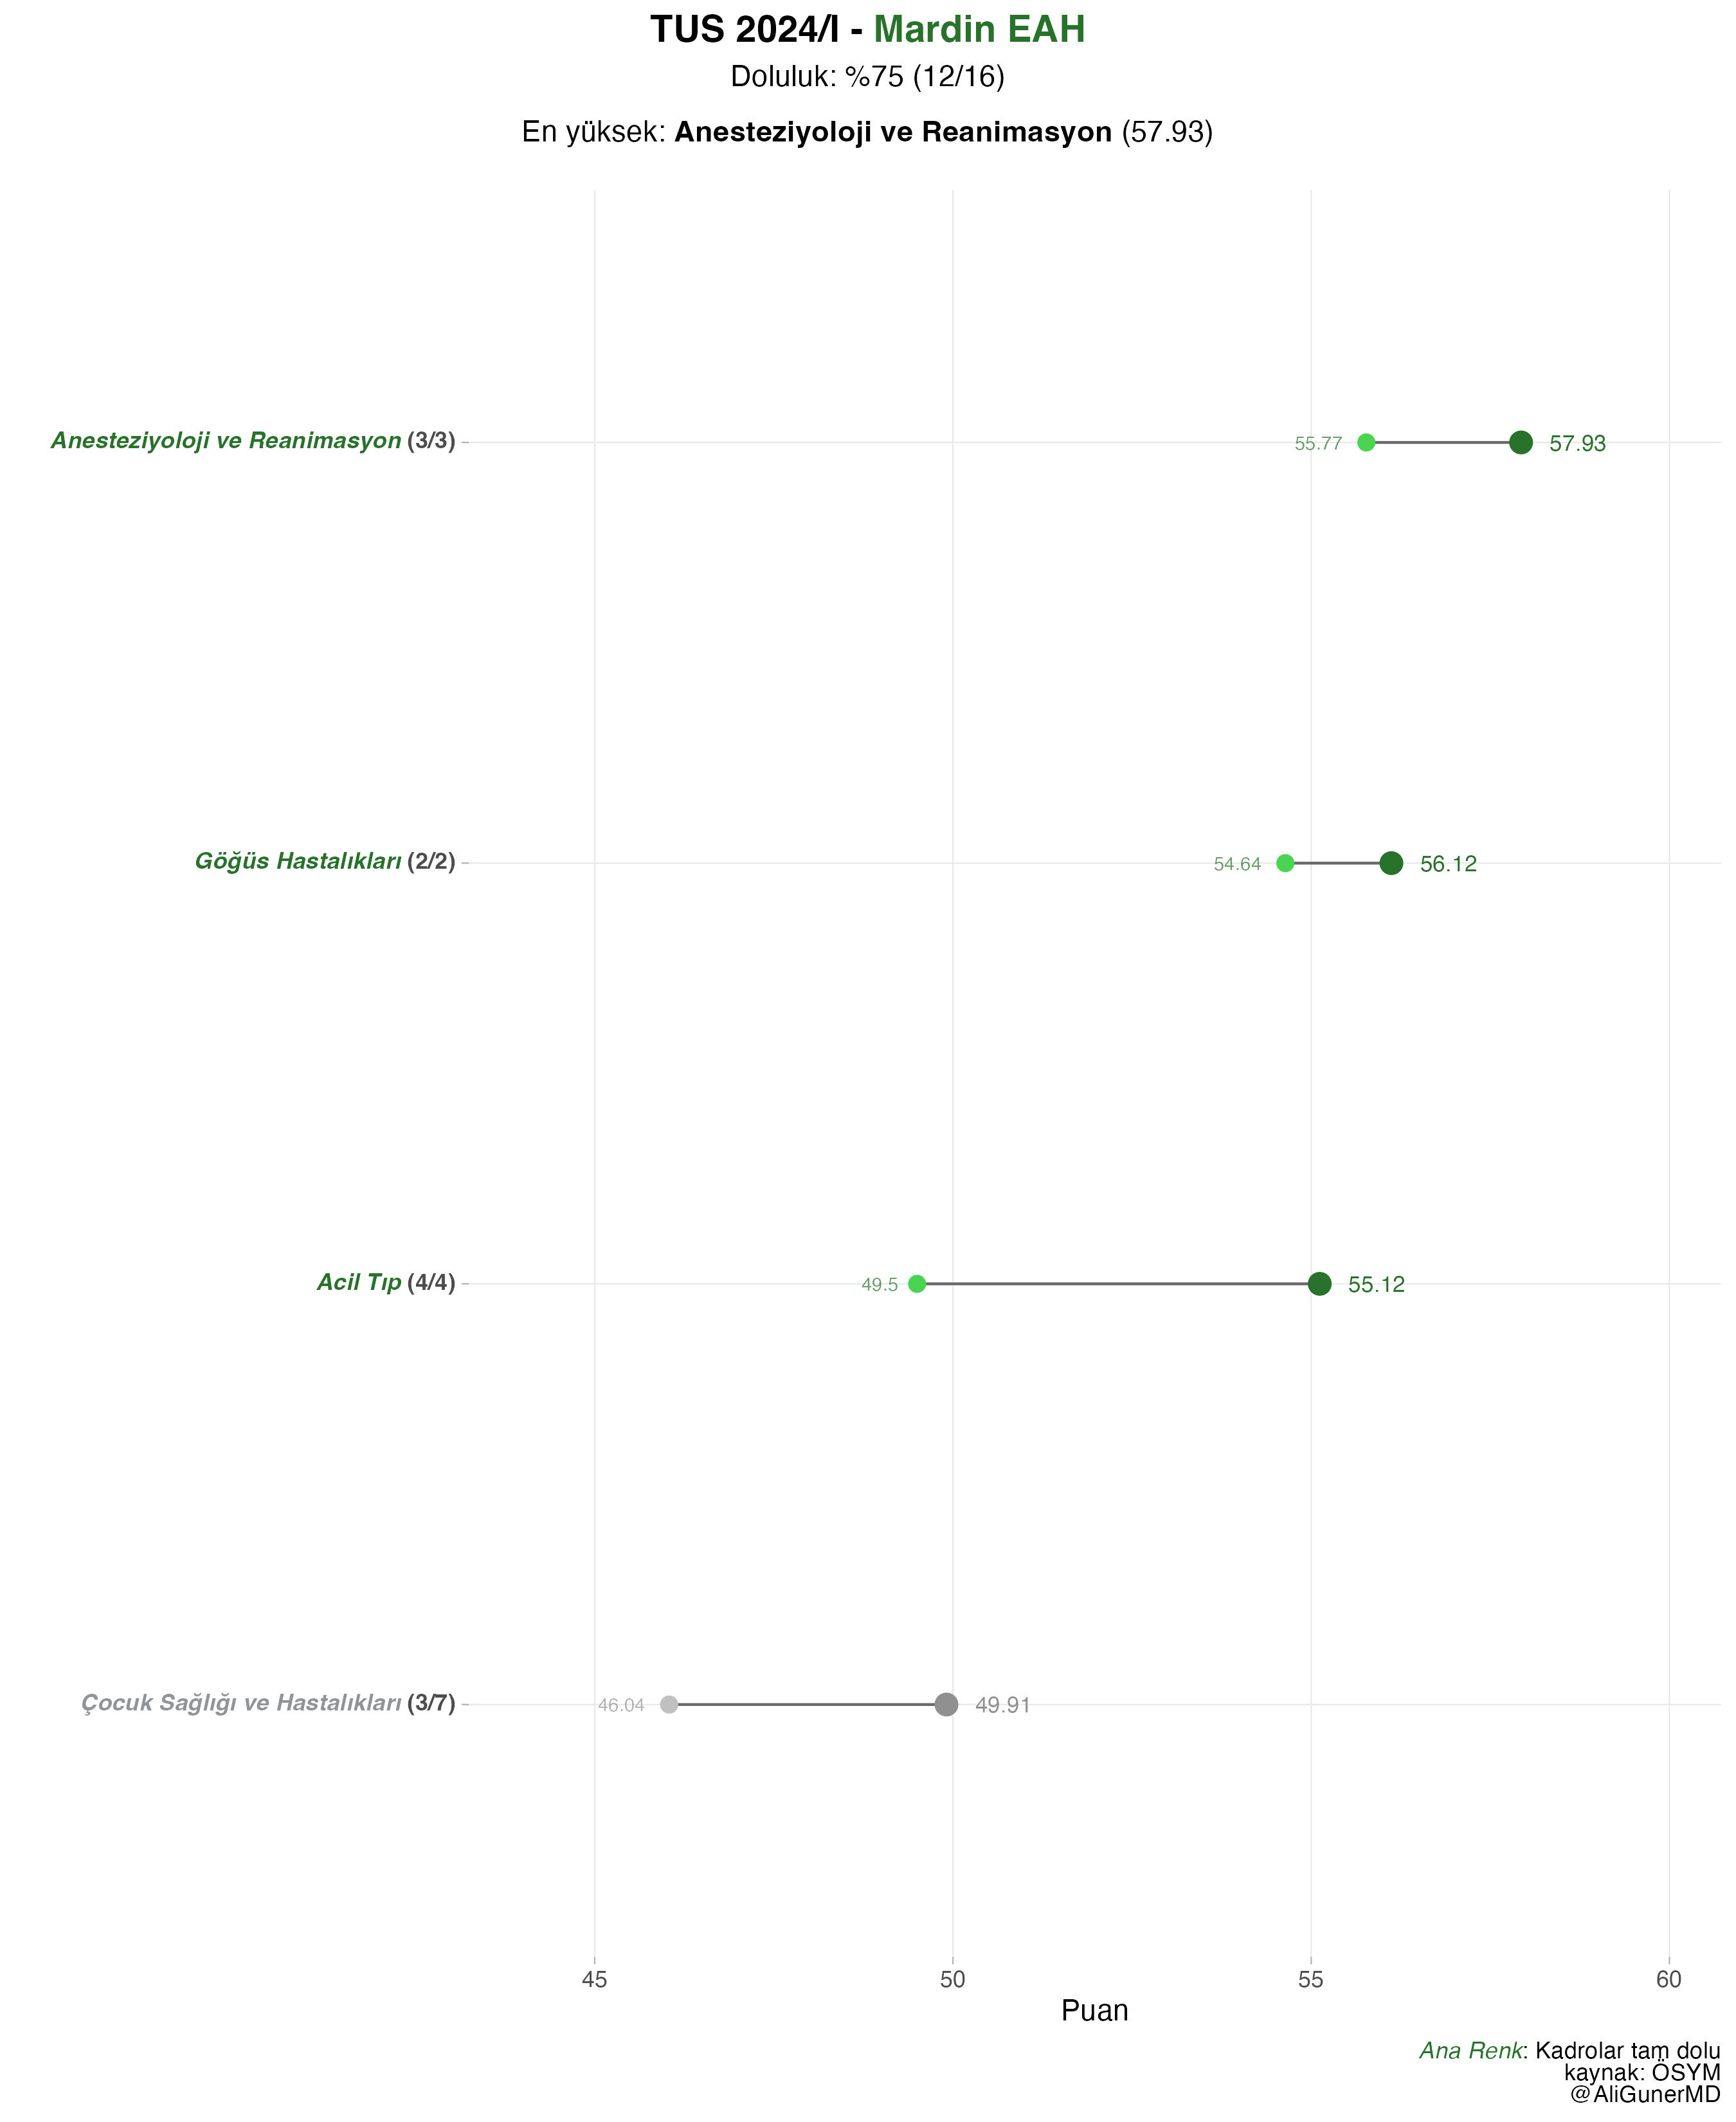 TUS 2024/I - Mardin EAH
Doluluk: %75 (12/16)
En yüksek: Anesteziyoloji ve Reanimasyon (57.93)
Anesteziyoloji ve Reanimasyon (3/3) 55.77 57.93
Göğüs Hastalıkları (2/2) 54.64 56.12
Acil Tıp (4/4) 49.5 55.12
Çocuk Sağlığı ve Hastalıkları (3/7) 46.04 49.91
45 50 55 60
Puan
Ana Renk: Kadrolar tam dolu
kaynak: ÖSYM
@AliGunerMD